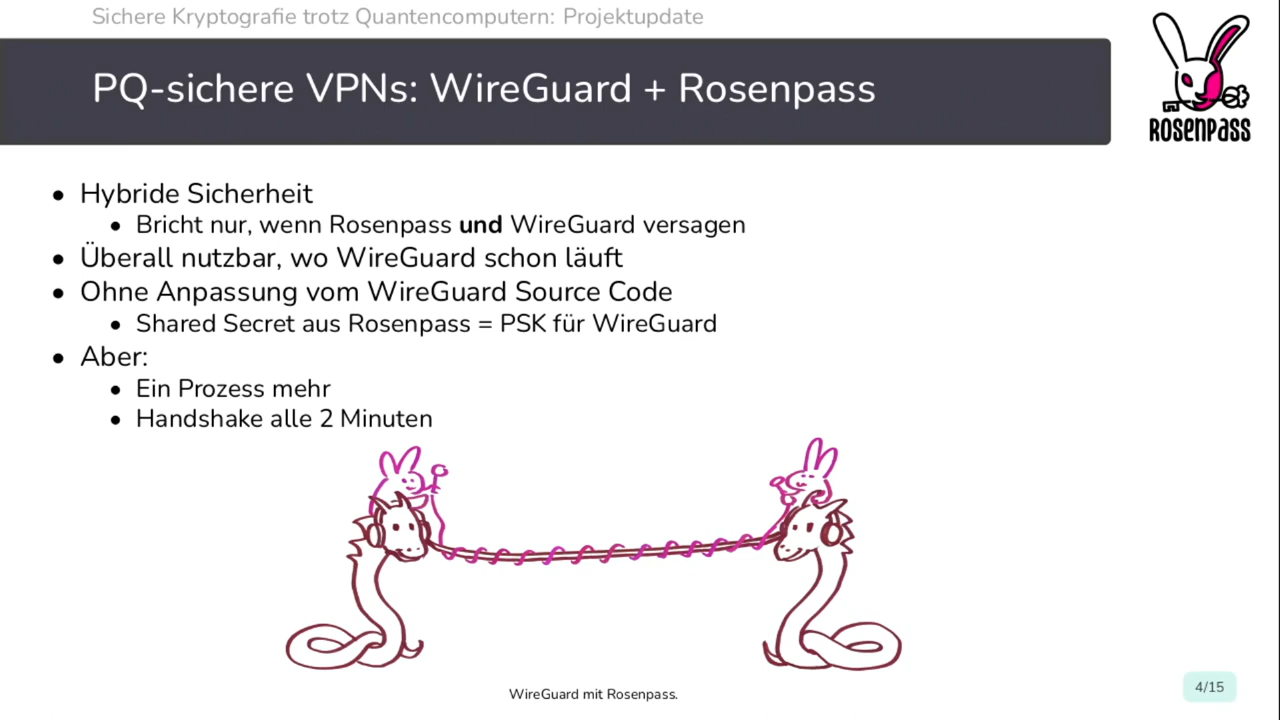 Sichere Kryptografie trotz Quantencomputern: Projektupdate
PQ-sichere VPNs: WireGuard + Rosenpass
ROSENPASS
• Hybride Sicherheit
• Bricht nur, wenn Rosenpass und WireGuard versagen
• Überall nutzbar, wo WireGuard schon läuft
• Ohne Anpassung vom WireGuard Source Code
• Shared Secret aus Rosenpass = PSK für WireGuard
• Aber:
• Ein Prozess mehr
• Handshake alle 2 Minuten
WireGuard mit Rosenpass.
4/15